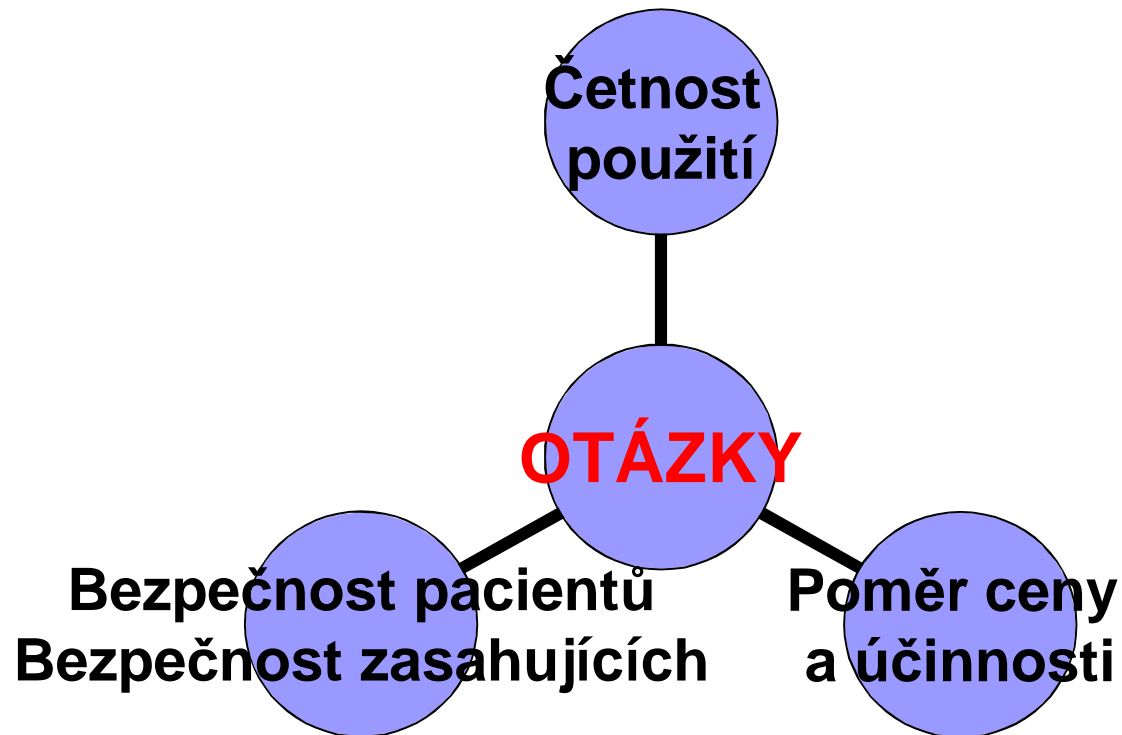 Četnost
použití
OTÁZKY
Bezpečnost pacientů
Bezpečnost zasahujících
Poměr ceny
a účinnosti